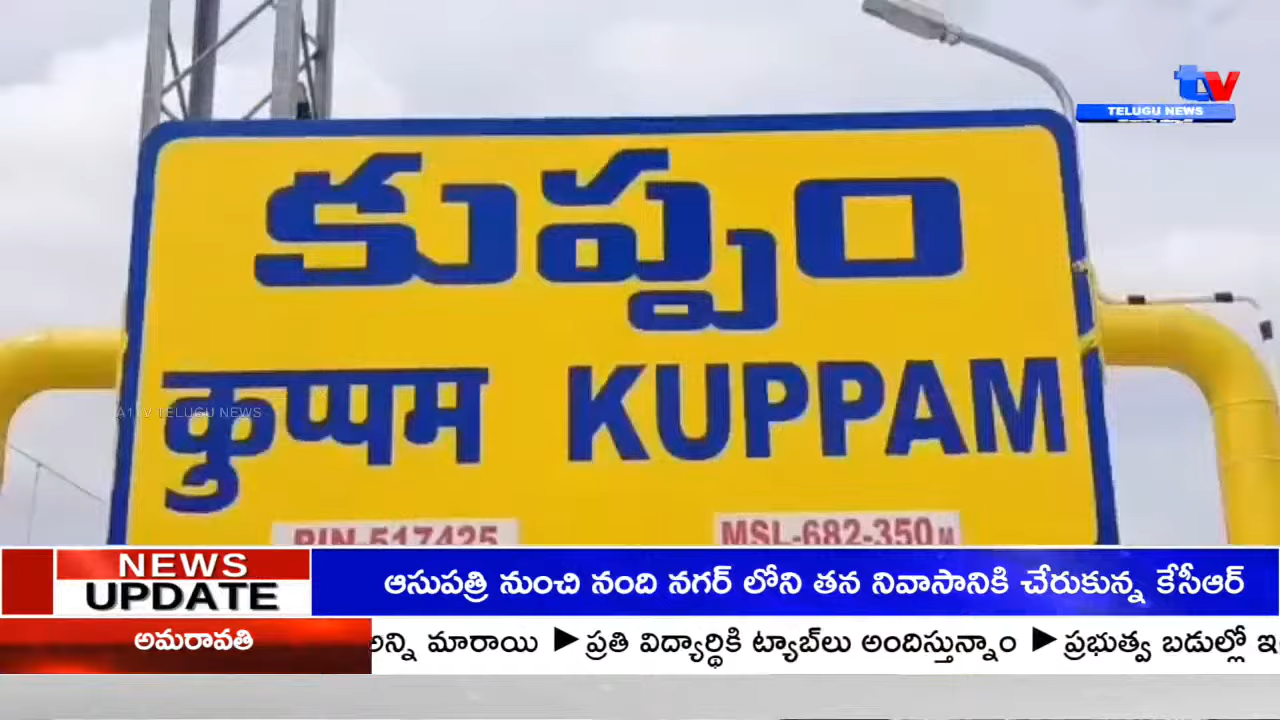 tv
TELUGU NEWS
కుప్పం
कुप्पम KUPPAM
A1TV TELUGU NEWS
PIN-517425
MSL-682-350 M
NEWS
UPDATE
ఆసుపత్రి నుంచి నంది నగర్ లోని తన నివాసానికి చేరుకున్న కేసీఆర్
అమరావతి
అన్ని మారాయి ▶ప్రతి విద్యార్థికి ట్యాబ్‌లు అందిస్తున్నాం ▶ప్రభుత్వ బడుల్లో